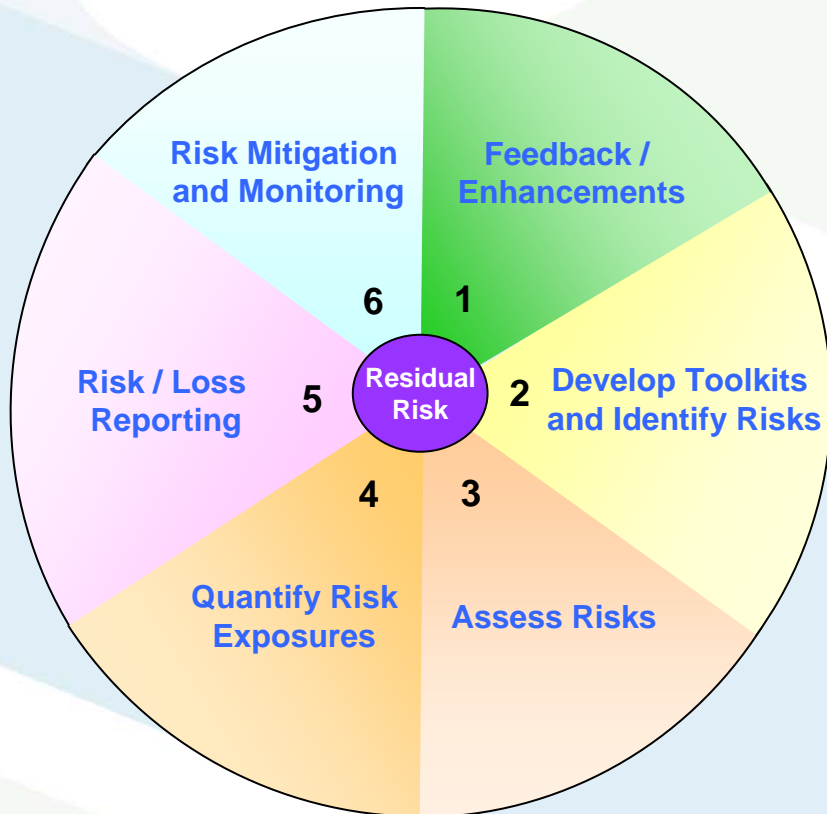 Feedback /
Enhancements
1
Develop Toolkits
and Identify Risks
2
Assess Risks
3
Quantify Risk
Exposures
4
Risk / Loss
Reporting
5
Risk Mitigation
and Monitoring
6
Residual
Risk